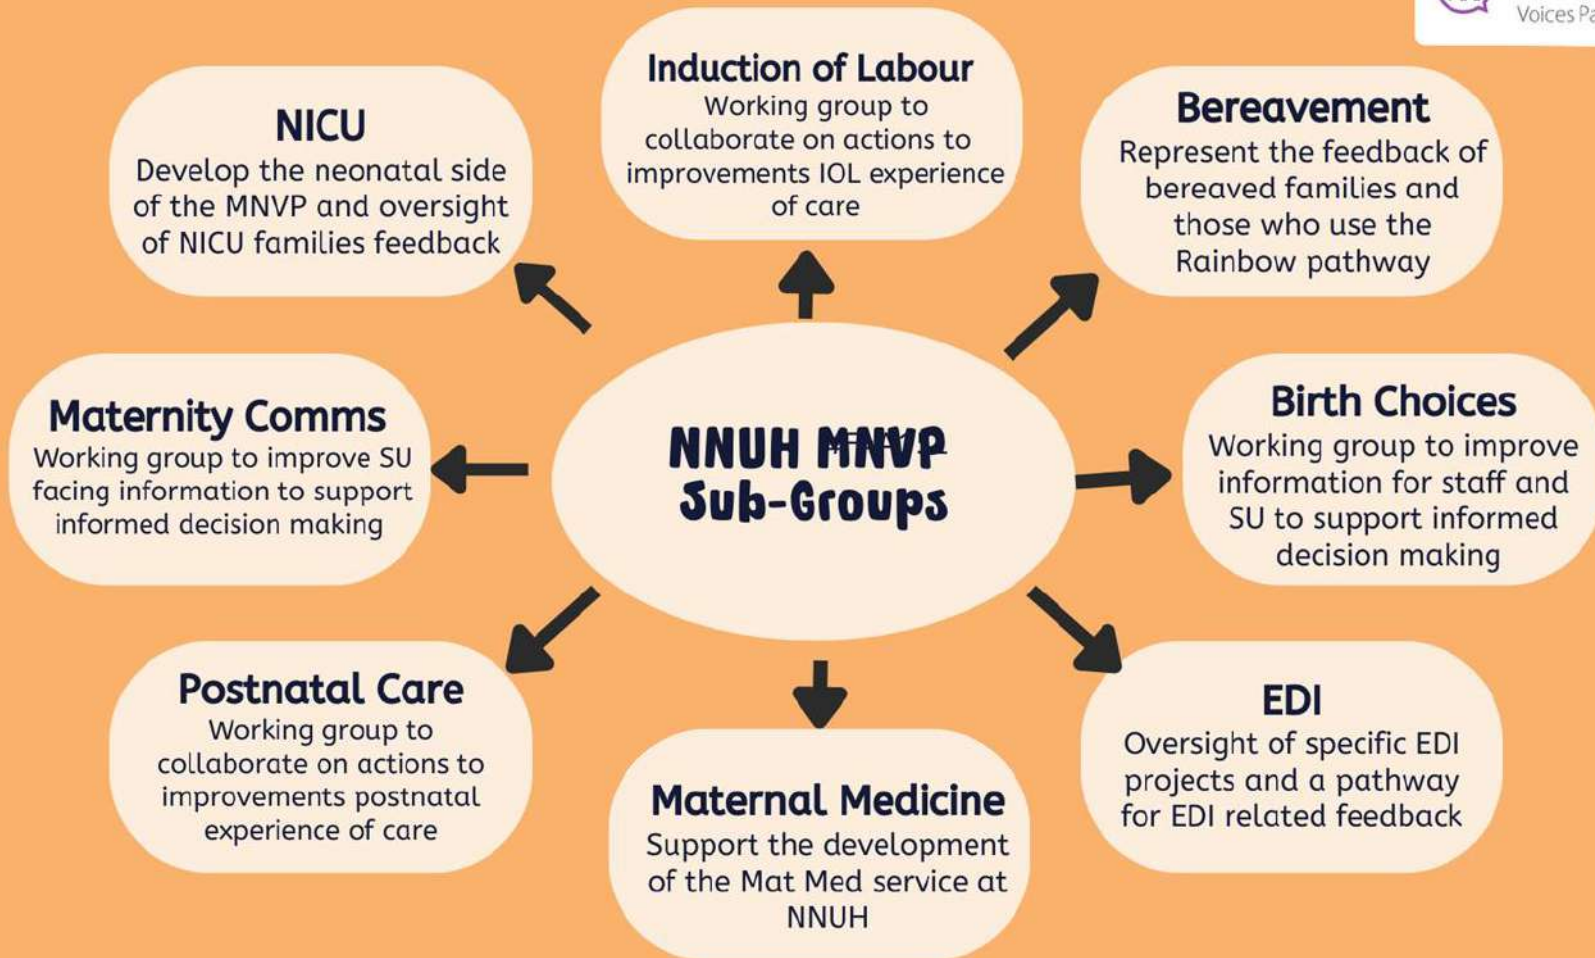 Voices Pa
Induction of Labour
Working group to
collaborate on actions to
improvements IOL experience
of care
NICU
Develop the neonatal side
of the MNVP and oversight
of NICU families feedback
Bereavement
Represent the feedback of
bereaved families and
those who use the
Rainbow pathway
Maternity Comms
Working group to improve SU
facing information to support
informed decision making
NNUH MNVP
Sub-Groups
Birth Choices
Working group to improve
information for staff and
SU to support informed
decision making
Postnatal Care
Working group to
collaborate on actions to
improvements postnatal
experience of care
Maternal Medicine
Support the development
of the Mat Med service at
NNUH
EDI
Oversight of specific EDI
projects and a pathway
for EDI related feedback